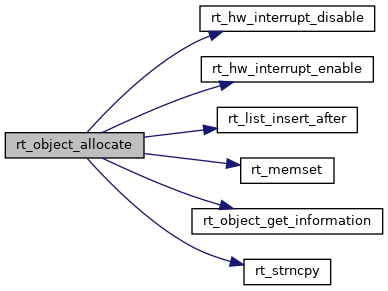 rt_hw_interrupt_disable
rt_hw_interrupt_enable
rt_list_insert_after
rt_object_allocate
rt_memset
rt_object_get_information
rt_strncpy